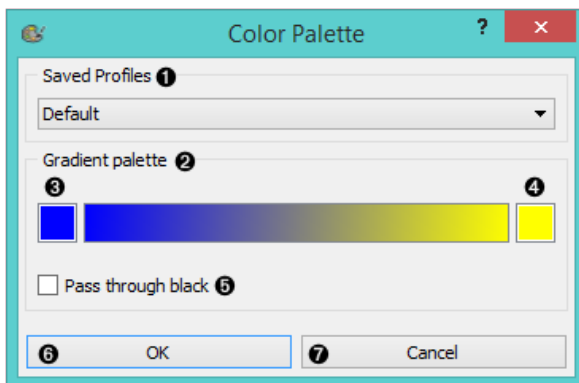 Color Palette ?
Saved Profiles ❶
Default
Gradient palette ❷
❸ ❹
Pass through black ❺
❻ OK ❼ Cancel